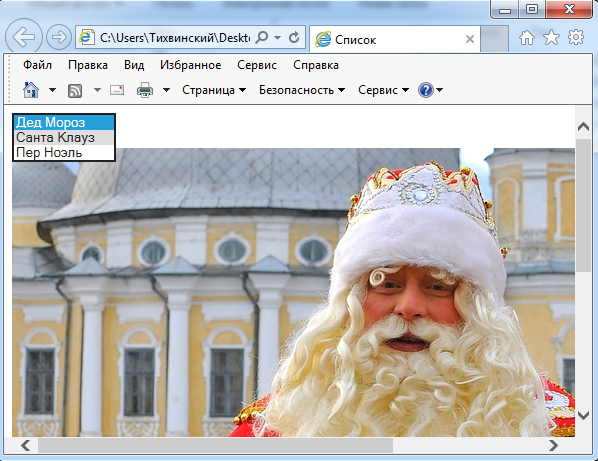 C:\Users\Тихвинский\Deskt
Список
Файл Правка Вид Избранное Сервис Справка
Страница Безопасность Сервис
Дед Мороз
Санта Клауз
Пер Ноэль